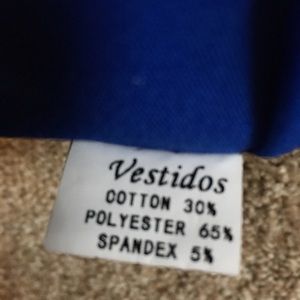 Vestidos
COTTON 30%
POLYESTER 65%
SPANDEX 5%